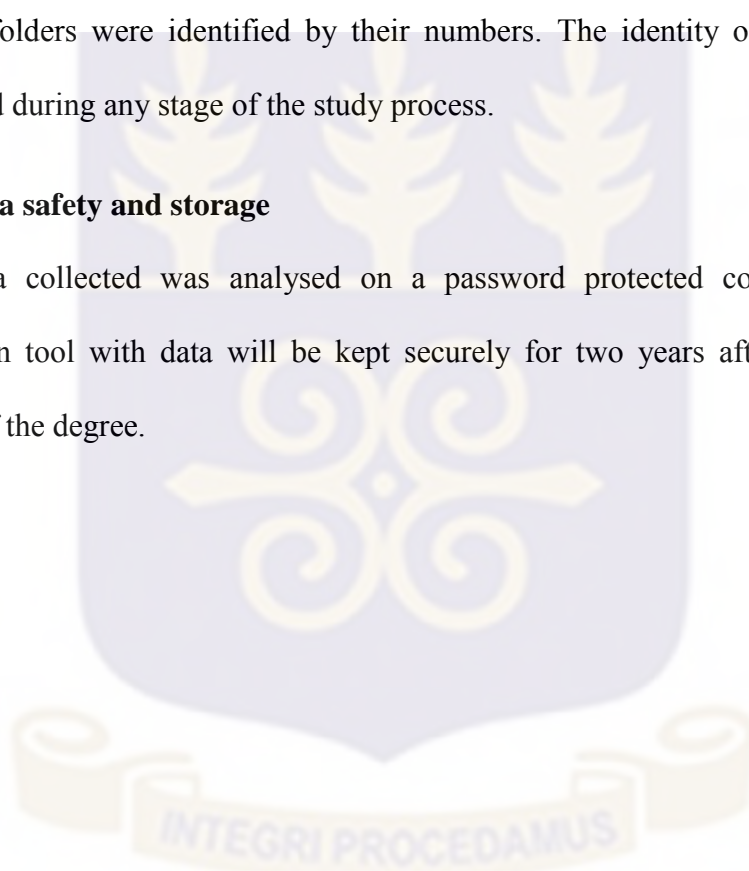 folders were identified by their numbers. The identity o
during any stage of the study process.
a safety and storage
a collected was analysed on a password protected co
n tool with data will be kept securely for two years aft
the degree.
INTEGRI PROCEDAMUS